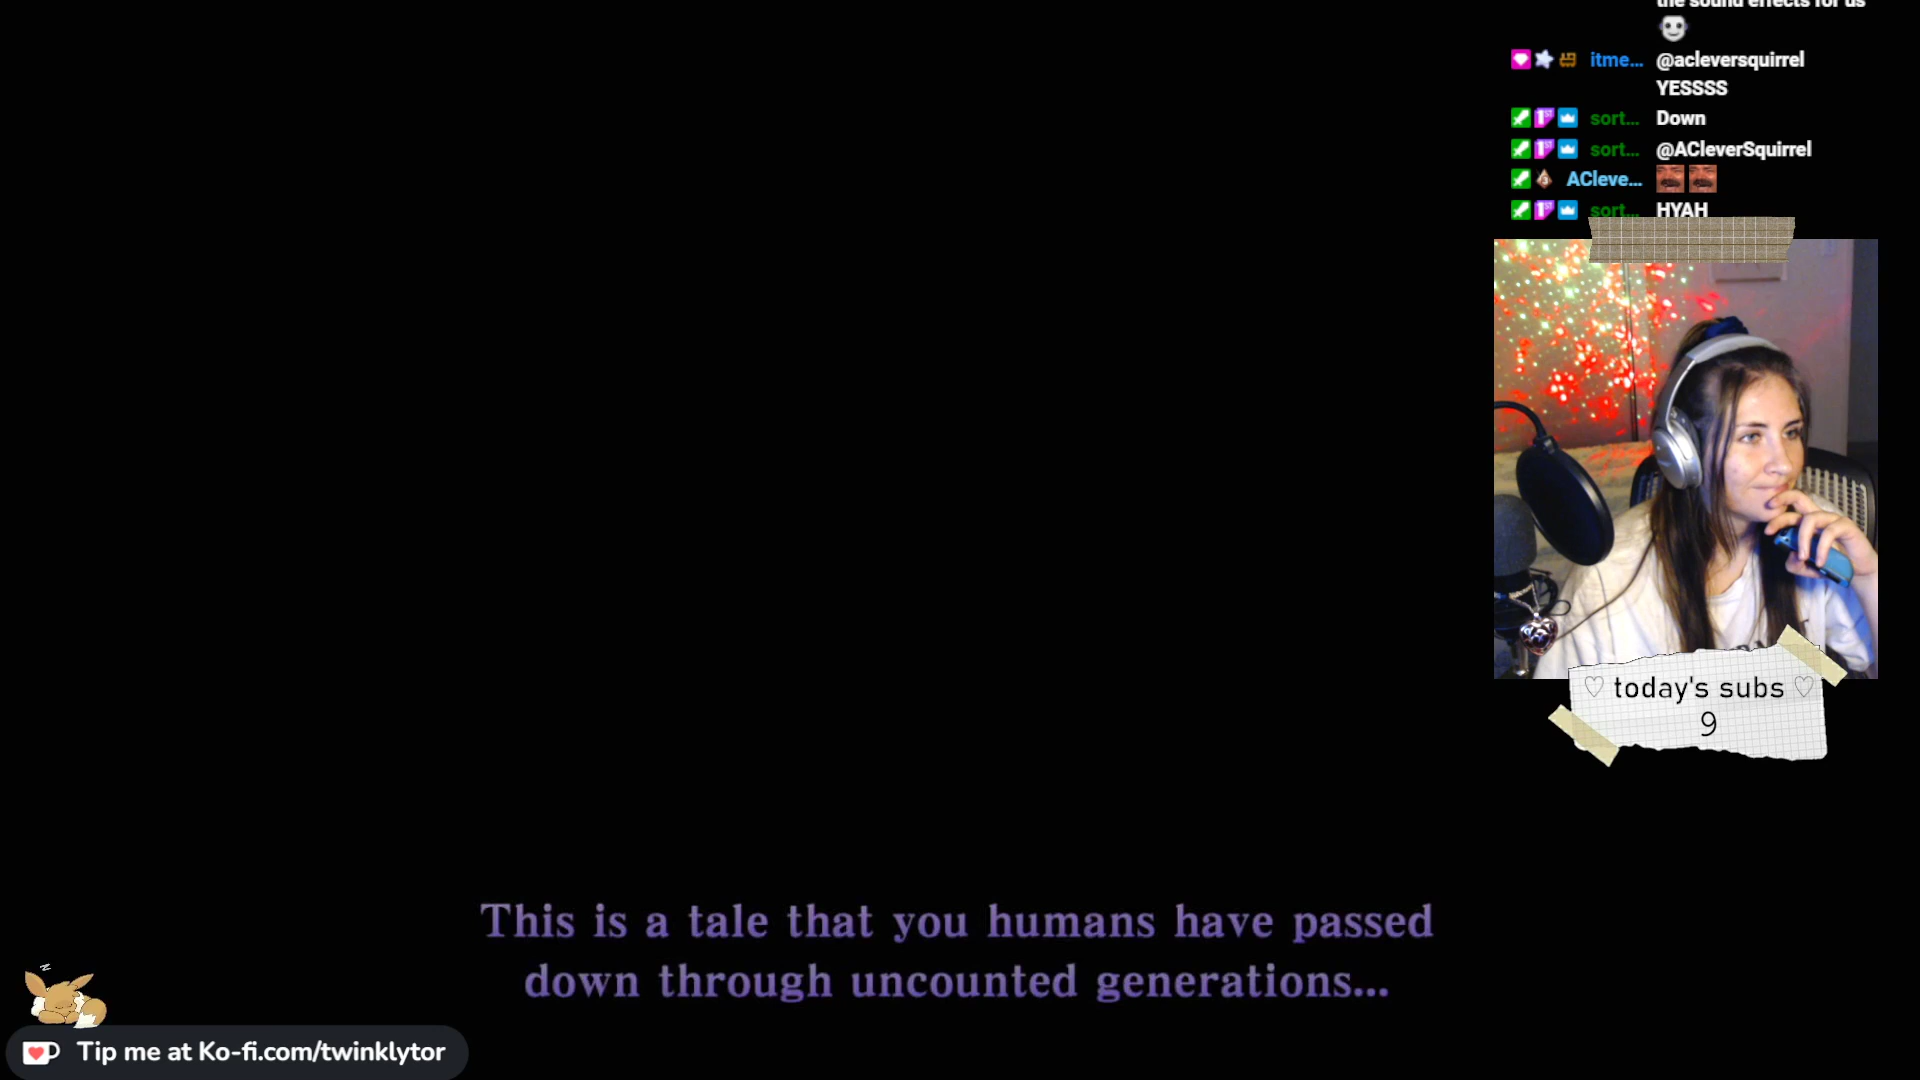 the sound effects for us
itme... @acleversquirrel
YESSSS
sort... Down
sort... @ACleverSquirrel
ACleve...
sort... HYAH
♡ today's subs ♡
9
This is a tale that you humans have passed
down through uncounted generations...
Tip me at Ko-fi.com/twinklytor